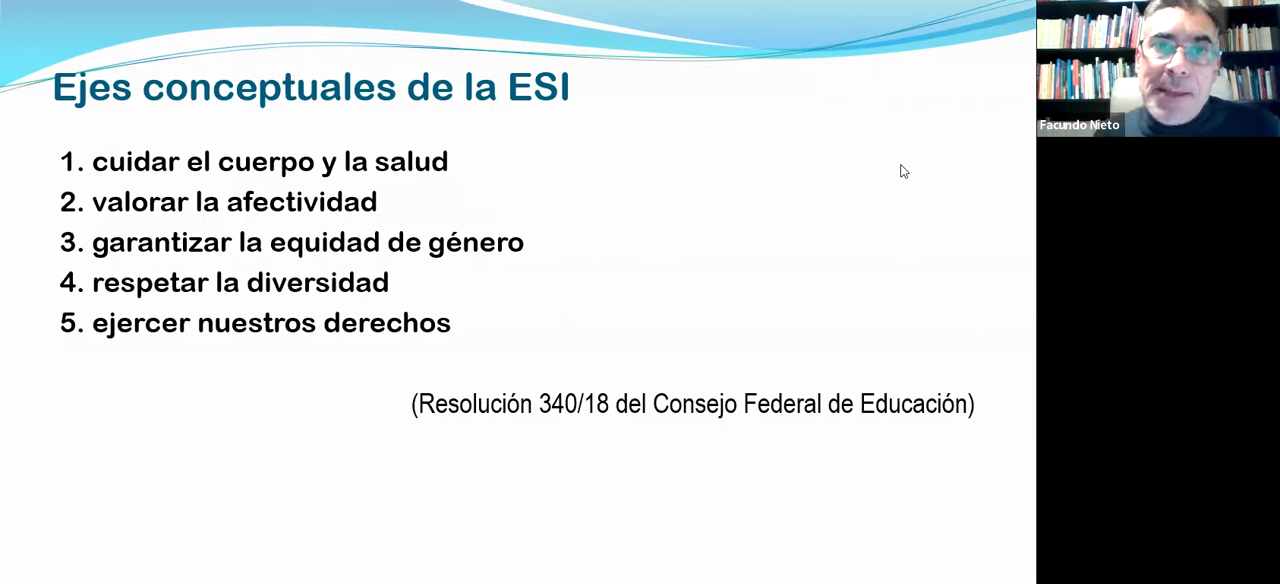 Ejes conceptuales de la ESI
1. cuidar el cuerpo y la salud
2. valorar la afectividad
3. garantizar la equidad de género
4. respetar la diversidad
5. ejercer nuestros derechos
(Resolución 340/18 del Consejo Federal de Educación)
Facundo Nieto